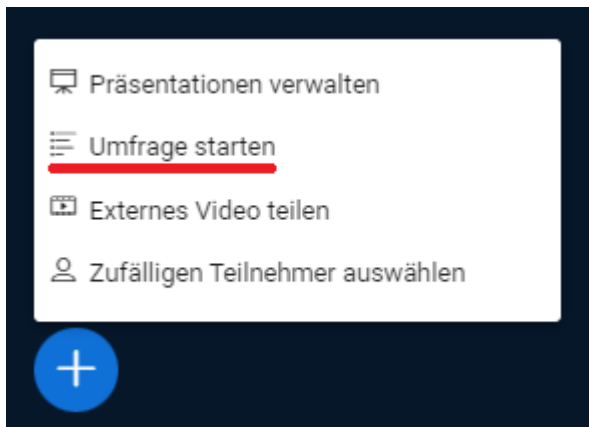 Präsentationen verwalten
Umfrage starten
Externes Video teilen
Zufälligen Teilnehmer auswählen